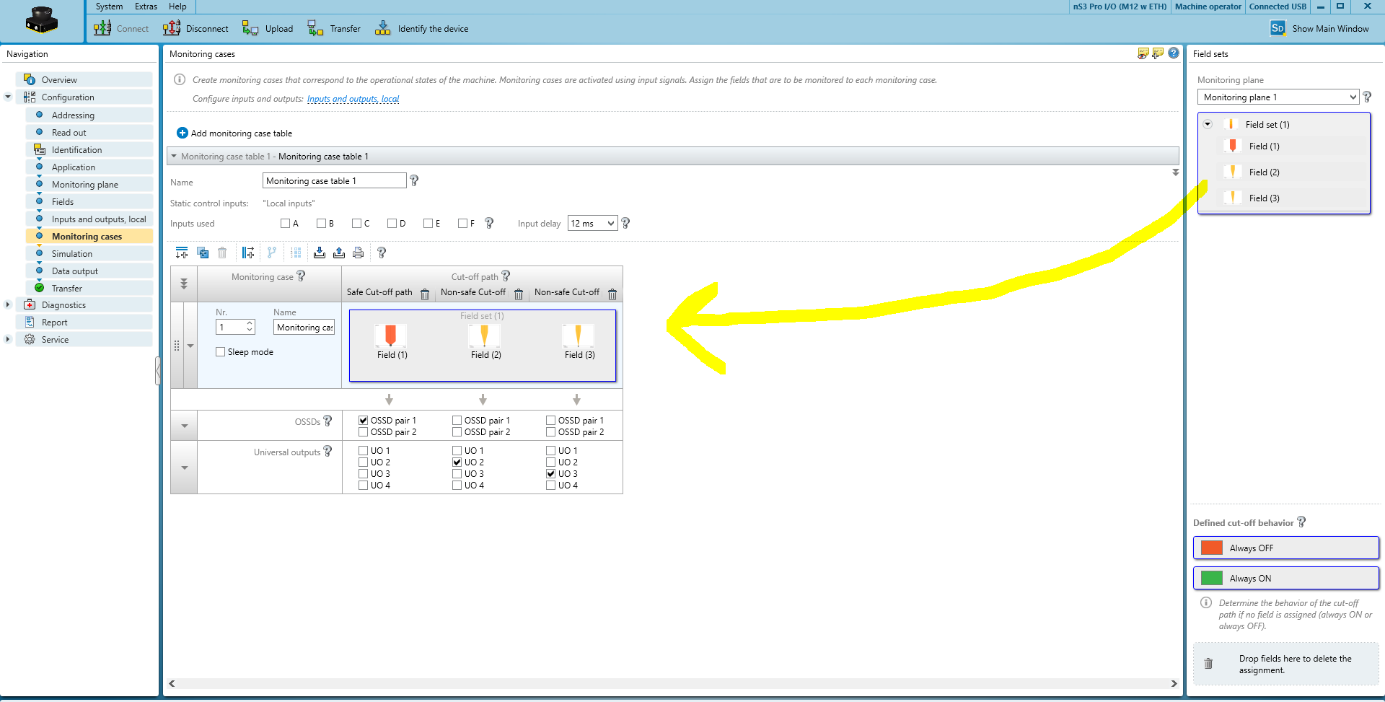 System Extras Help
nS3 Pro I/O (M12 w ETH) Machine operator Connected USB
Connect Disconnect Upload Transfer Identify the device
SD Show Main Window
Navigation
Overview
Configuration
Addressing
Read out
Identification
Application
Monitoring plane
Fields
Inputs and outputs, local
Monitoring cases
Simulation
Data output
Transfer
Diagnostics
Report
Service
Monitoring cases
Create monitoring cases that correspond to the operational states of the machine. Monitoring cases are activated using input signals. Assign the fields that are to be monitored to each monitoring case.
Configure inputs and outputs: Inputs and outputs, local
Add monitoring case table
Monitoring case table 1 - Monitoring case table 1
Name Monitoring case table 1
Static control inputs: "Local inputs"
Inputs used A B C D E F Input delay 12 ms
Monitoring case Cut-off path
Safe Cut-off path Non-safe Cut-off Non-safe Cut-off
Nr. Name
1 Monitoring cas
Sleep mode
Field set (1)
Field (1) Field (2) Field (3)
OSSDs OSSD pair 1 OSSD pair 1 OSSD pair 1
OSSD pair 2 OSSD pair 2 OSSD pair 2
Universal outputs UO 1 UO 1 UO 1
UO 2 UO 2 UO 2
UO 3 UO 3 UO 3
UO 4 UO 4 UO 4
Field sets
Monitoring plane
Monitoring plane 1
Field set (1)
Field (1)
Field (2)
Field (3)
Defined cut-off behavior
Always OFF
Always ON
Determine the behavior of the cut-off
path if no field is assigned (always ON or
always OFF).
Drop fields here to delete the
assignment.